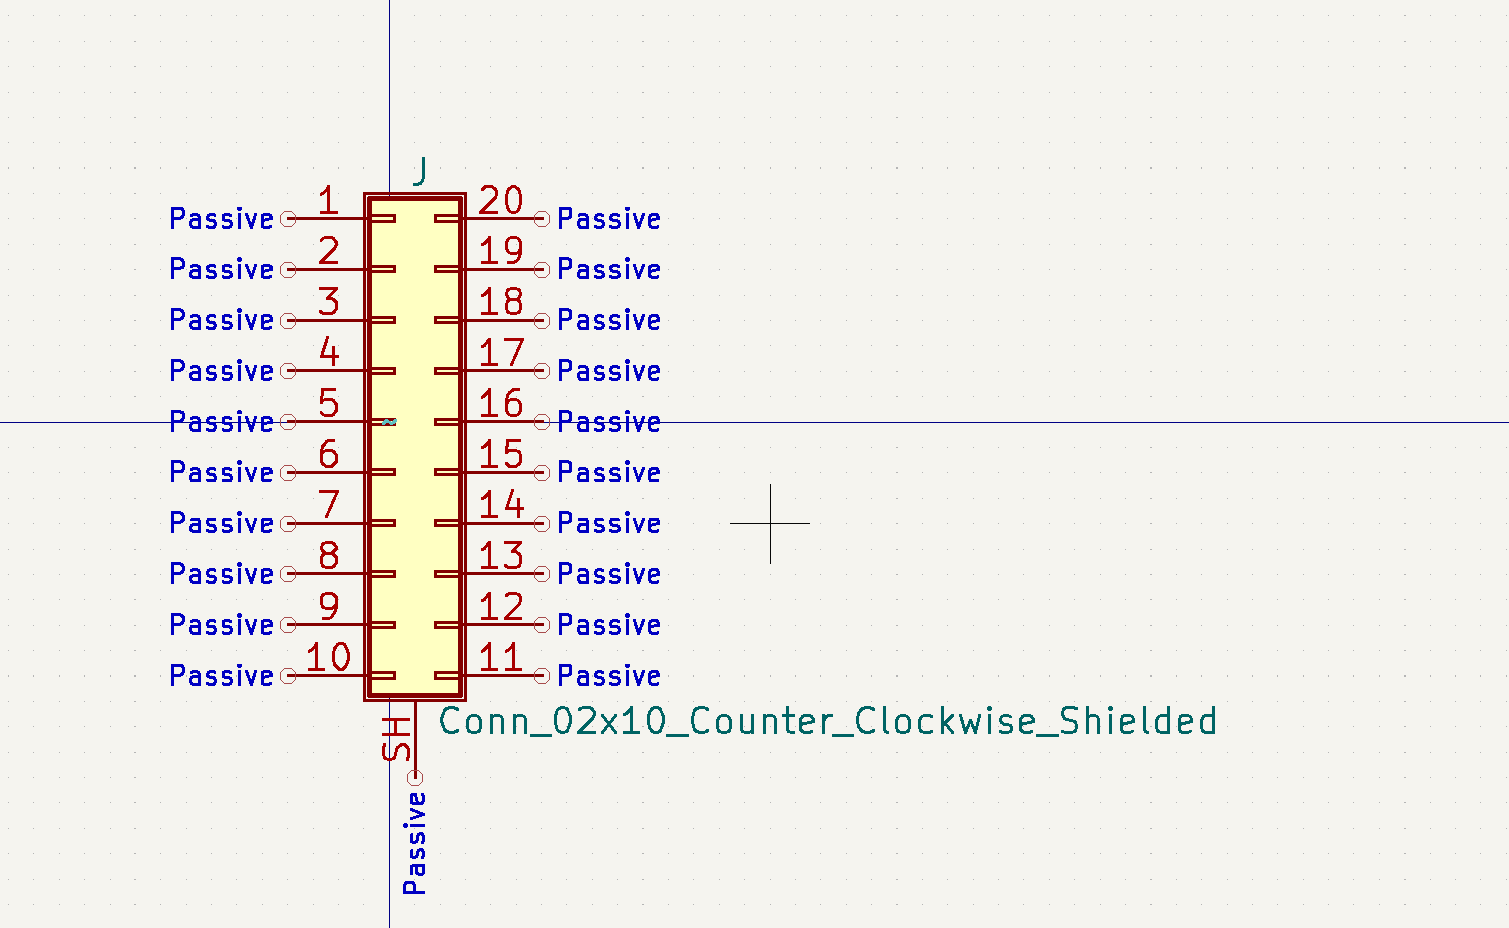 J
Passive 1 20 Passive
Passive 2 19 Passive
Passive 3 18 Passive
Passive 4 17 Passive
Passive 5 ~ 16 Passive
Passive 6 15 Passive
Passive 7 14 Passive
Passive 8 13 Passive
Passive 9 12 Passive
Passive 10 11 Passive
SH
Conn_02x10_Counter_Clockwise_Shielded
Passive